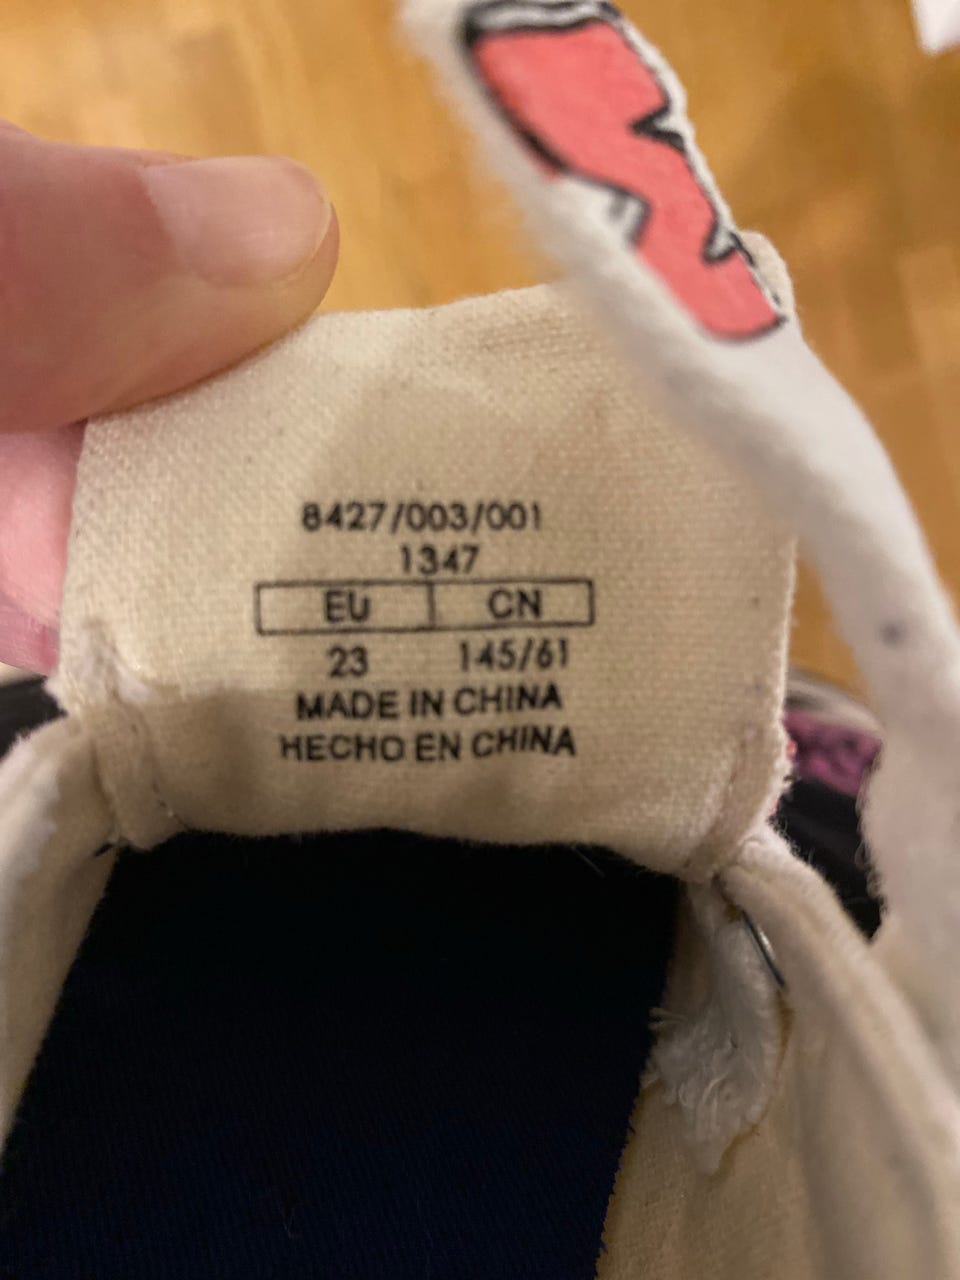 8427/003/001
1347
EU CN
23 145/61
MADE IN CHINA
HECHO EN CHINA